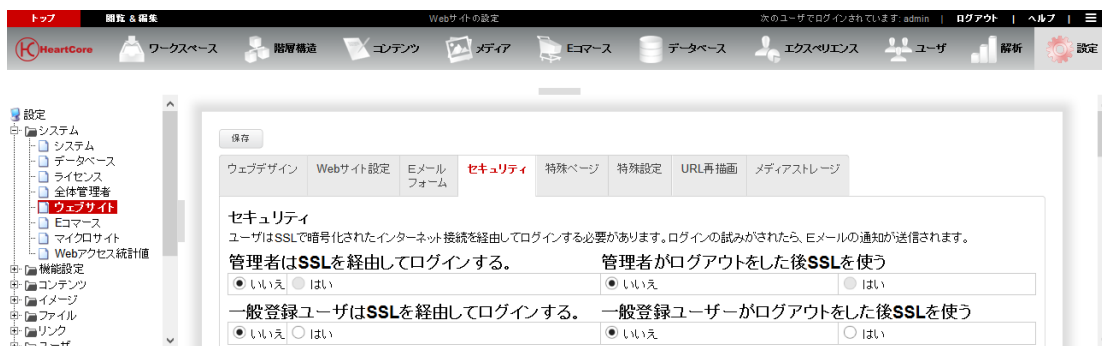 トップ 閲覧 & 編集 Webサイトの設定 次のユーザでログインされています: admin | ログアウト | ヘルプ |
HeartCore ワークスペース 階層構造 コンテンツ メディア Eコマース データベース エクスペリエンス ユーザ 解析 設定
設定
システム
システム
データベース
ライセンス
全体管理者
ウェブサイト
Eコマース
マイクロサイト
Webアクセス統計値
機能設定
コンテンツ
イメージ
ファイル
リンク
ユーザ
保存
ウェブデザイン Webサイト設定 Eメール セキュリティ 特殊ページ 特殊設定 URL再描画 メディアストレージ
フォーム
セキュリティ
ユーザはSSLで暗号化されたインターネット接続を経由してログインする必要があります。ログインの試みがされたら、Eメールの通知が送信されます。
管理者はSSLを経由してログインする。 管理者がログアウトをした後SSLを使う
いいえ はい いいえ はい
一般登録ユーザはSSLを経由してログインする。 一般登録ユーザーがログアウトをした後SSLを使う
いいえ はい いいえ はい